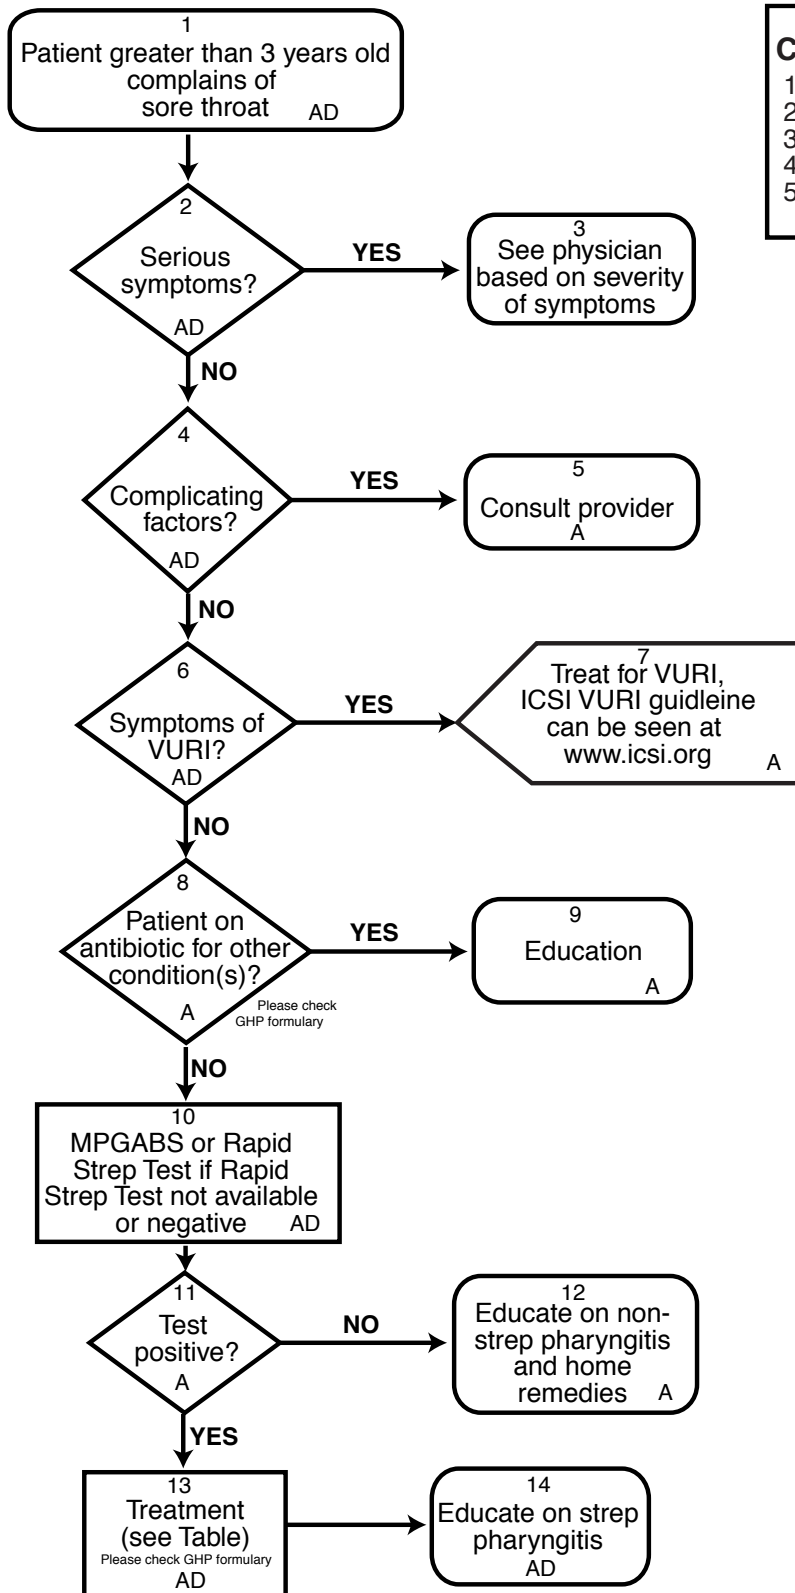 1
Patient greater than 3 years old
complains of
sore throat AD
C
1
2
3
4
5
2
Serious
symptoms?
AD
YES
3
See physician
based on severity
of symptoms
NO
4
Complicating
factors?
AD
YES
5
Consult provider
A
NO
6
Symptoms of
VURI?
AD
YES
7
Treat for VURI,
ICSI VURI guidleine
can be seen at
www.icsi.org A
NO
8
Patient on
antibiotic for other
condition(s)?
A
Please check
GHP formulary
YES
9
Education
A
NO
10
MPGABS or Rapid
Strep Test if Rapid
Strep Test not available
or negative AD
11
Test
positive?
A
NO
12
Educate on non-
strep pharyngitis
and home
remedies A
YES
13
Treatment
(see Table)
Please check GHP formulary
AD
14
Educate on strep
pharyngitis
AD